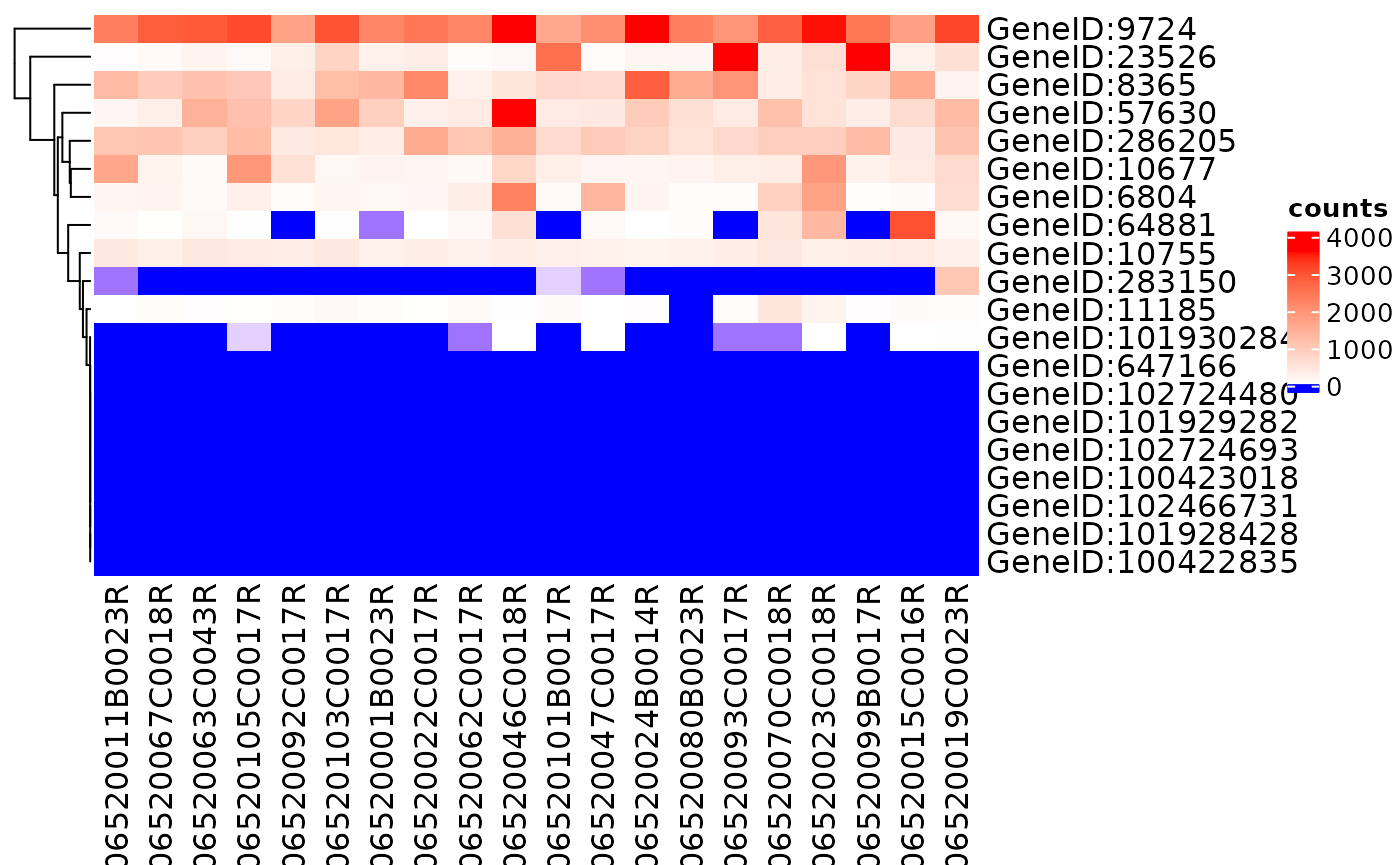 GeneID:9724
GeneID:23526
GeneID:8365
GeneID:57630
GeneID:286205
GeneID:10677
GeneID:6804
GeneID:64881
GeneID:10755
GeneID:283150
GeneID:11185
GeneID:101930284
GeneID:647166
GeneID:102724480
GeneID:101929282
GeneID:102724693
GeneID:100423018
GeneID:102466731
GeneID:101928428
GeneID:100422835
counts
4000
3000
2000
1000
0
06520011B0023R
06520067C0018R
06520063C0043R
06520105C0017R
06520092C0017R
06520103C0017R
06520001B0023R
06520022C0017R
06520062C0017R
06520046C0018R
06520101B0017R
06520047C0017R
06520024B0014R
06520080B0023R
06520093C0017R
06520070C0018R
06520023C0018R
06520099B0017R
06520015C0016R
06520019C0023R